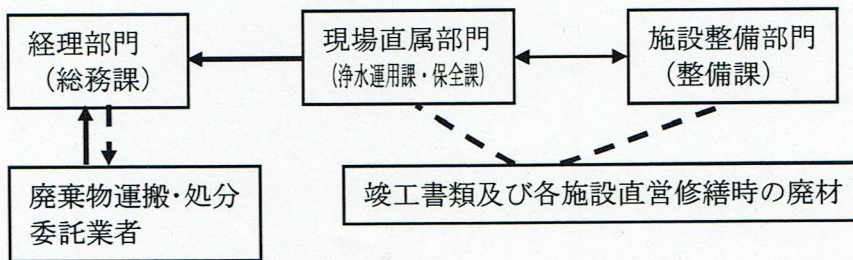 経理部門
(総務課)
現場直属部門
(浄水運用課・保全課)
施設整備部門
(整備課)
廃棄物運搬・処分
委託業者
竣工書類及び各施設直営修繕時の廃材